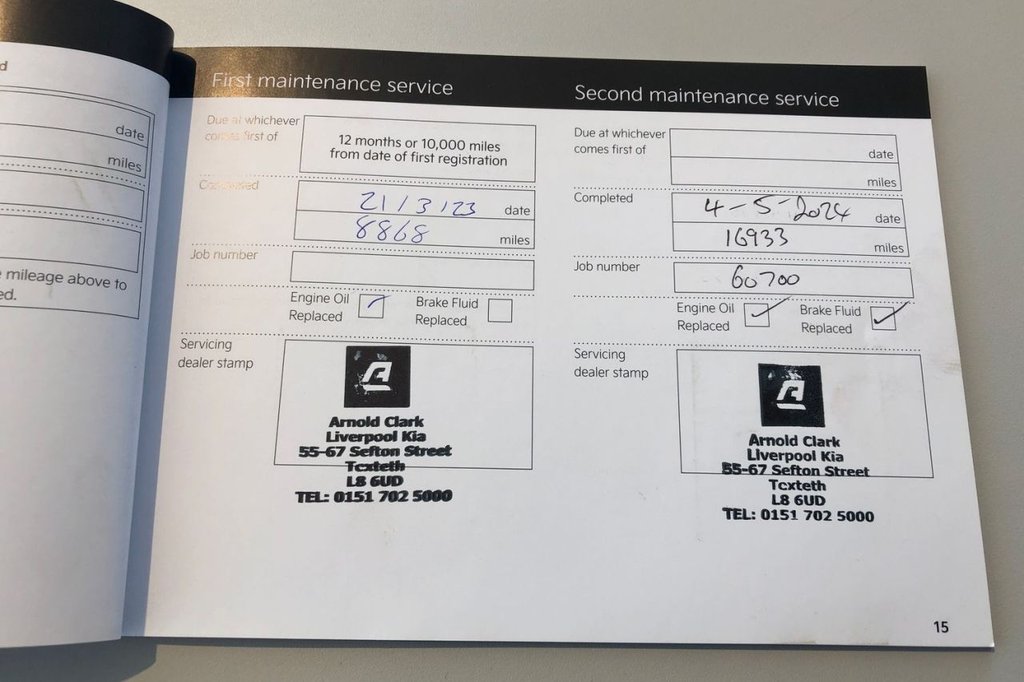 d
date
miles
e mileage above to
ed.
First maintenance service
Due at whichever
comes first of
12 months or 10,000 miles
from date of first registration
Completed
21/3/23 date
8868 miles
Job number
Engine Oil
Replaced
Brake Fluid
Replaced
Servicing
dealer stamp
Arnold Clark
Liverpool Kia
55-67 Sefton Street
Toxteth
L8 6UD
TEL: 0151 702 5000
Second maintenance service
Due at whichever
comes first of
date
miles
Completed
4-5-2024 date
16933 miles
Job number
60700
Engine Oil
Replaced
Brake Fluid
Replaced
Servicing
dealer stamp
Arnold Clark
Liverpool Kia
55-67 Sefton Street
Toxteth
L8 6UD
TEL: 0151 702 5000
15